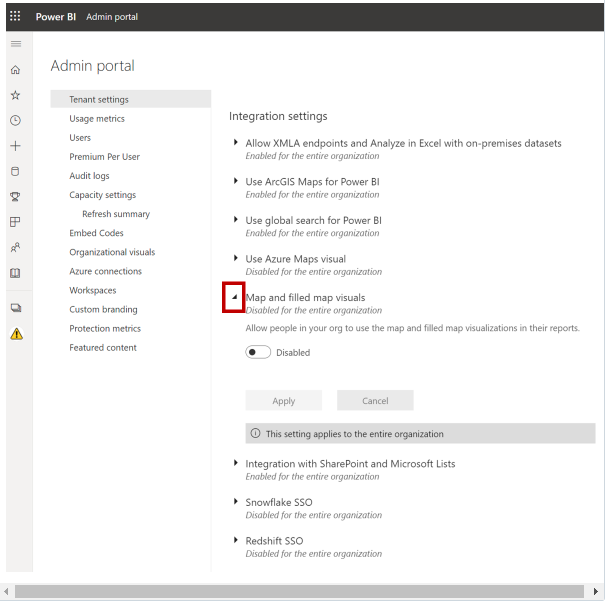 Power BI Admin portal
Admin portal
Tenant settings
Usage metrics
Users
Premium Per User
Audit logs
Capacity settings
Refresh summary
Embed Codes
Organizational visuals
Azure connections
Workspaces
Custom branding
Protection metrics
Featured content
Integration settings
Allow XMLA endpoints and Analyze in Excel with on-premises datasets
Enabled for the entire organization
Use ArcGIS Maps for Power BI
Enabled for the entire organization
Use global search for Power BI
Enabled for the entire organization
Use Azure Maps visual
Disabled for the entire organization
Map and filled map visuals
Disabled for the entire organization
Allow people in your org to use the map and filled map visualizations in their reports.
Disabled
Apply Cancel
This setting applies to the entire organization
Integration with SharePoint and Microsoft Lists
Enabled for the entire organization
Snowflake SSO
Disabled for the entire organization
Redshift SSO
Disabled for the entire organization